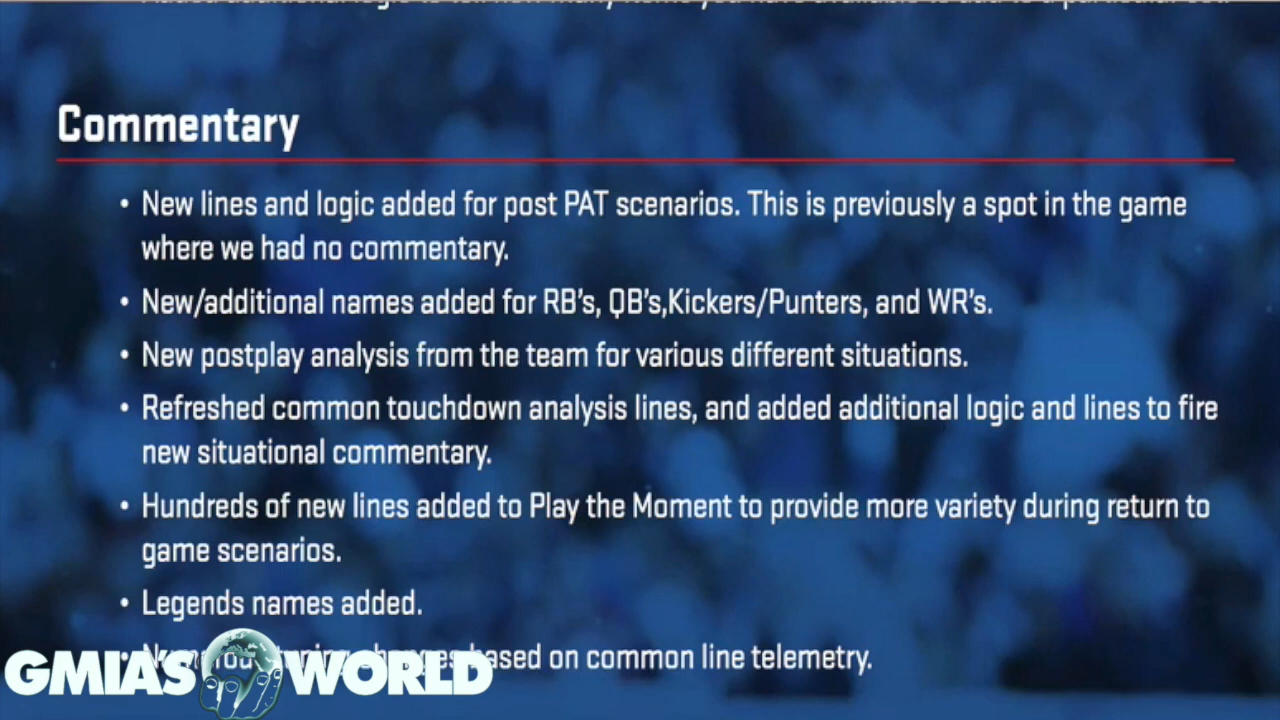 Commentary
• New lines and logic added for post PAT scenarios. This is previously a spot in the game
where we had no commentary.
• New/additional names added for RB's, QB's,Kickers/Punters, and WR's.
• New postplay analysis from the team for various different situations.
• Refreshed common touchdown analysis lines, and added additional logic and lines to fire
new situational commentary.
• Hundreds of new lines added to Play the Moment to provide more variety during return to
game scenarios.
• Legends names added.
based on common line telemetry.
GMIASWORLD